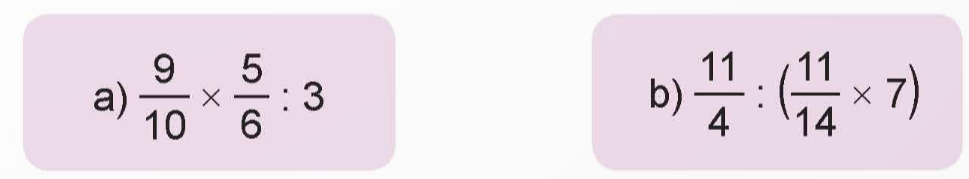 a) 9/10 × 5/6 : 3
b) 11/4 : (11/14 × 7)